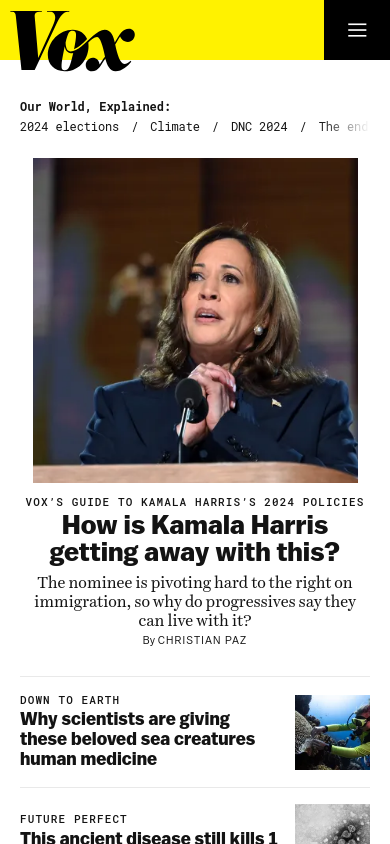 Vox
Our World, Explained:
2024 elections / Climate / DNC 2024 / The end
VOX’S GUIDE TO KAMALA HARRIS’S 2024 POLICIES
How is Kamala Harris
getting away with this?
The nominee is pivoting hard to the right on
immigration, so why do progressives say they
can live with it?
By CHRISTIAN PAZ
DOWN TO EARTH
Why scientists are giving
these beloved sea creatures
human medicine
FUTURE PERFECT
This ancient disease still kills 1